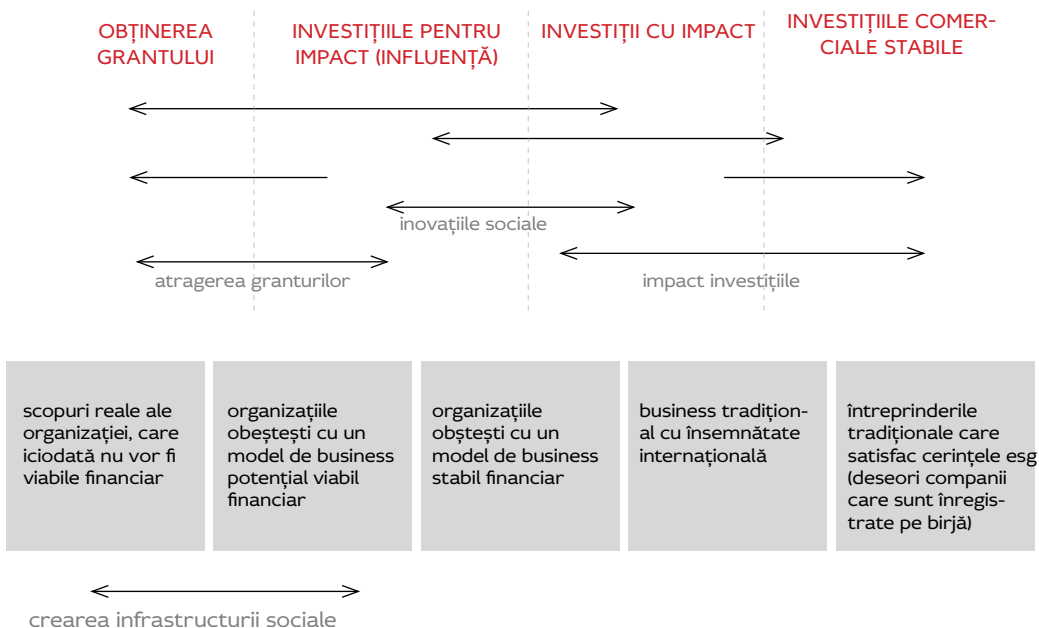 OBȚINEREA
GRANTULUI
INVESTIȚIILE PENTRU
IMPACT (INFLUENȚĂ)
INVESTIȚII CU IMPACT
INVESTIȚIILE COMER-
CIALE STABILE
inovațiile sociale
atragerea granturilor
impact investițiile
scopuri reale ale
organizației, care
iciodată nu vor fi
viabile financiar
organizațiile
obeștești cu un
model de business
potențial viabil
financiar
organizațiile
obștești cu un
model de business
stabil financiar
business tradițion-
al cu însemnătate
internațională
întreprinderile
tradiționale care
satisfac cerințele esg
(deseori companii
care sunt înregis-
trate pe birjă)
crearea infrastructurii sociale